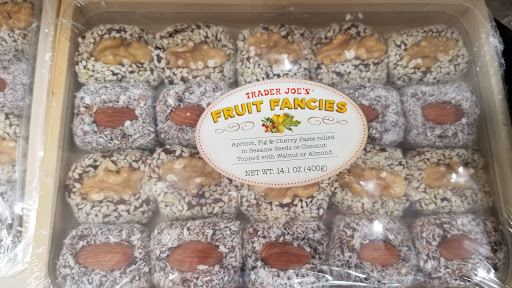 TRADER JOE'S®
FRUIT FANCIES
Apricot, Fig & Cherry Paste rolled
in Sesame Seeds or Coconut
Topped with Walnut or Almond
NET WT. 14.1 OZ (400g)